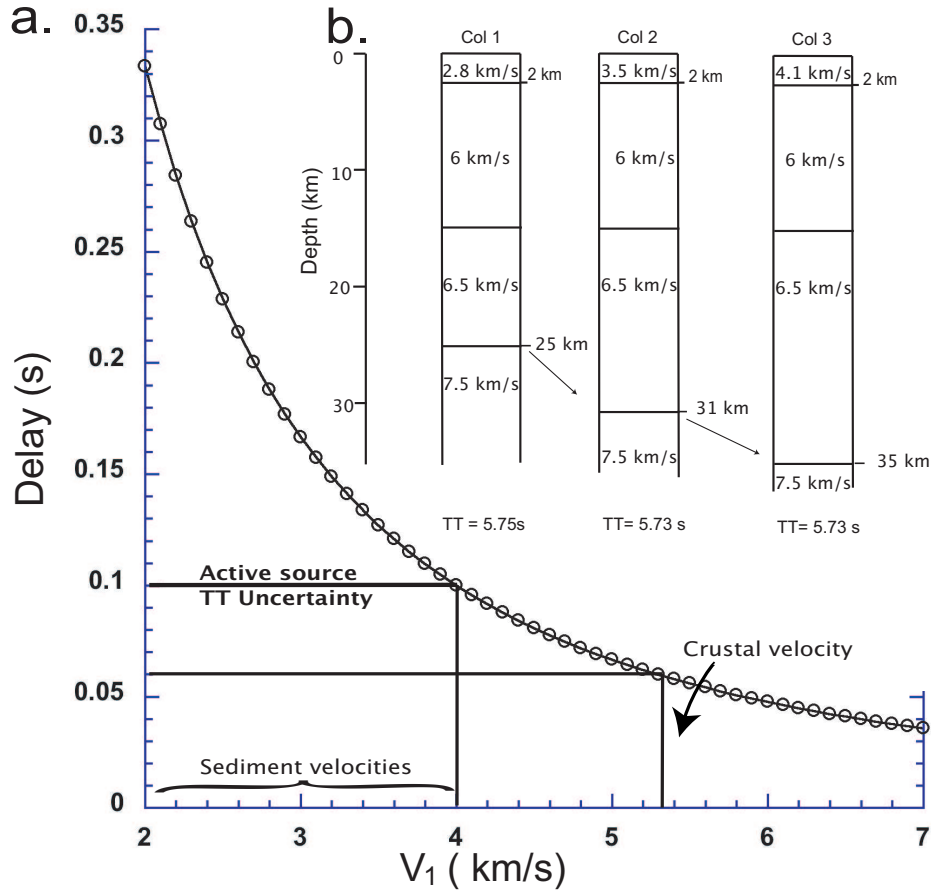 a.
0.35
0.3
0.25
0.2
0.15
0.1
0.05
0
Delay (s)
Active source
TT Uncertainty
Crustal velocity
Sediment velocities
2 3 4 5 6 7
V1 ( km/s)
b.
Col 1 Col 2 Col 3
0
10
20
30
Depth (km)
2.8 km/s 2 km 3.5 km/s 2 km 4.1 km/s 2 km
6 km/s 6 km/s 6 km/s
6.5 km/s 6.5 km/s 6.5 km/s
25 km
7.5 km/s
31 km
7.5 km/s
35 km
7.5 km/s
TT = 5.75s TT= 5.73 s TT= 5.73 s